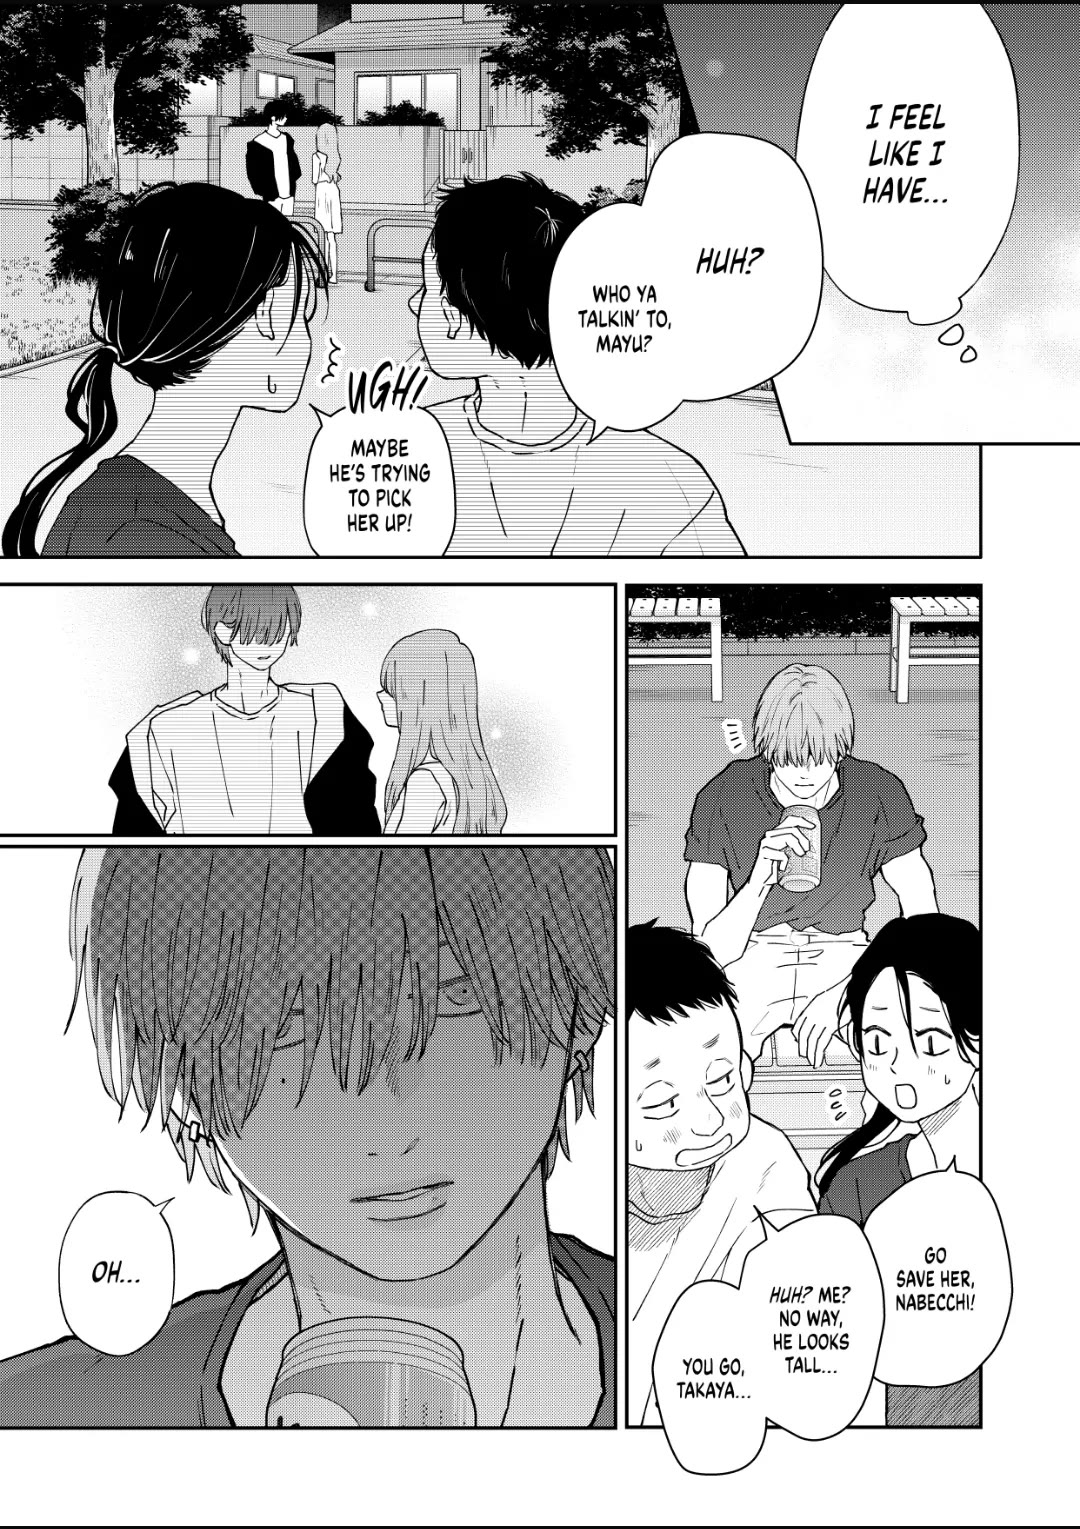 I FEEL
LIKE I
HAVE...
HUH?
WHO YA
TALKIN' TO,
MAYU?
UGH!
MAYBE
HE'S TRYING
TO PICK
HER UP!
GO
SAVE HER,
NABECCHI!
HUH? ME?
NO WAY,
HE LOOKS
TALL...
YOU GO,
TAKAYA...
OH...